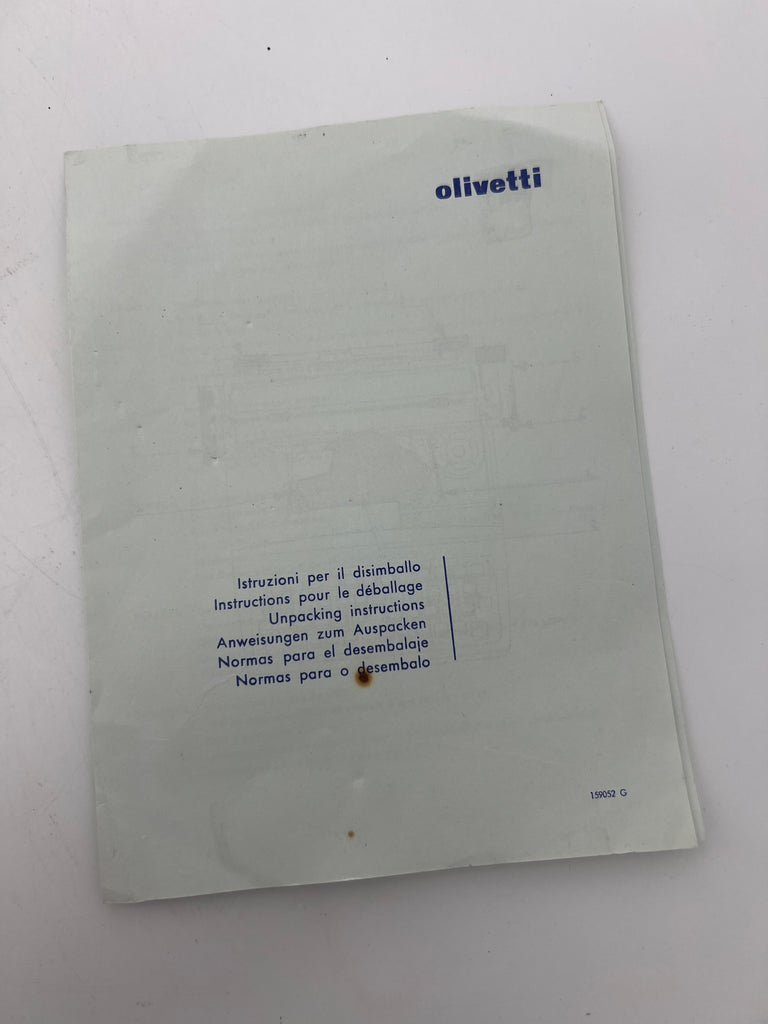 olivetti
Istruzioni per il disimballo
Instructions pour le déballage
Unpacking instructions
Anweisungen zum Auspacken
Normas para el desembalaje
Normas para o desembalo
159052 G